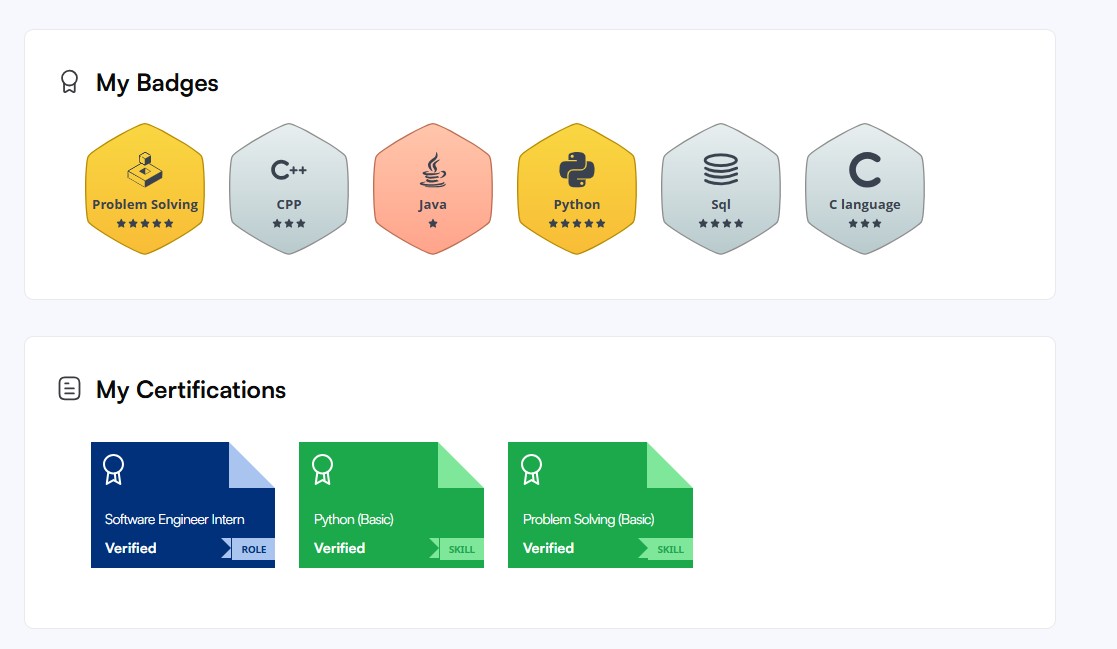 My Badges
Problem Solving
C++
CPP
Java
Python
Sql
C
C language
My Certifications
Software Engineer Intern
Verified
ROLE
Python (Basic)
Verified
SKILL
Problem Solving (Basic)
Verified
SKILL